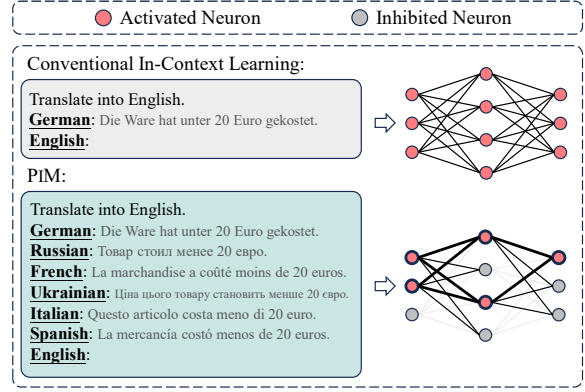 Activated Neuron Inhibited Neuron
Conventional In-Context Learning:
Translate into English.
German: Die Ware hat unter 20 Euro gekostet.
English:
PIM:
Translate into English.
German: Die Ware hat unter 20 Euro gekostet.
Russian: Товар стоил менее 20 евро.
French: La marchandise a coûté moins de 20 euros.
Ukrainian: Ціна цього товару становить менше 20 євро.
Italian: Questo articolo costa meno di 20 euro.
Spanish: La mercancía costó menos de 20 euros.
English: